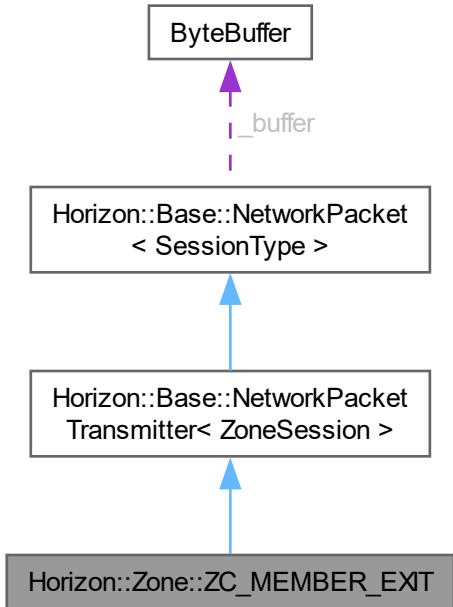 ByteBuffer
_buffer
Horizon::Base::NetworkPacket
< SessionType >
Horizon::Base::NetworkPacket
Transmitter< ZoneSession >
Horizon::Zone::ZC_MEMBER_EXIT